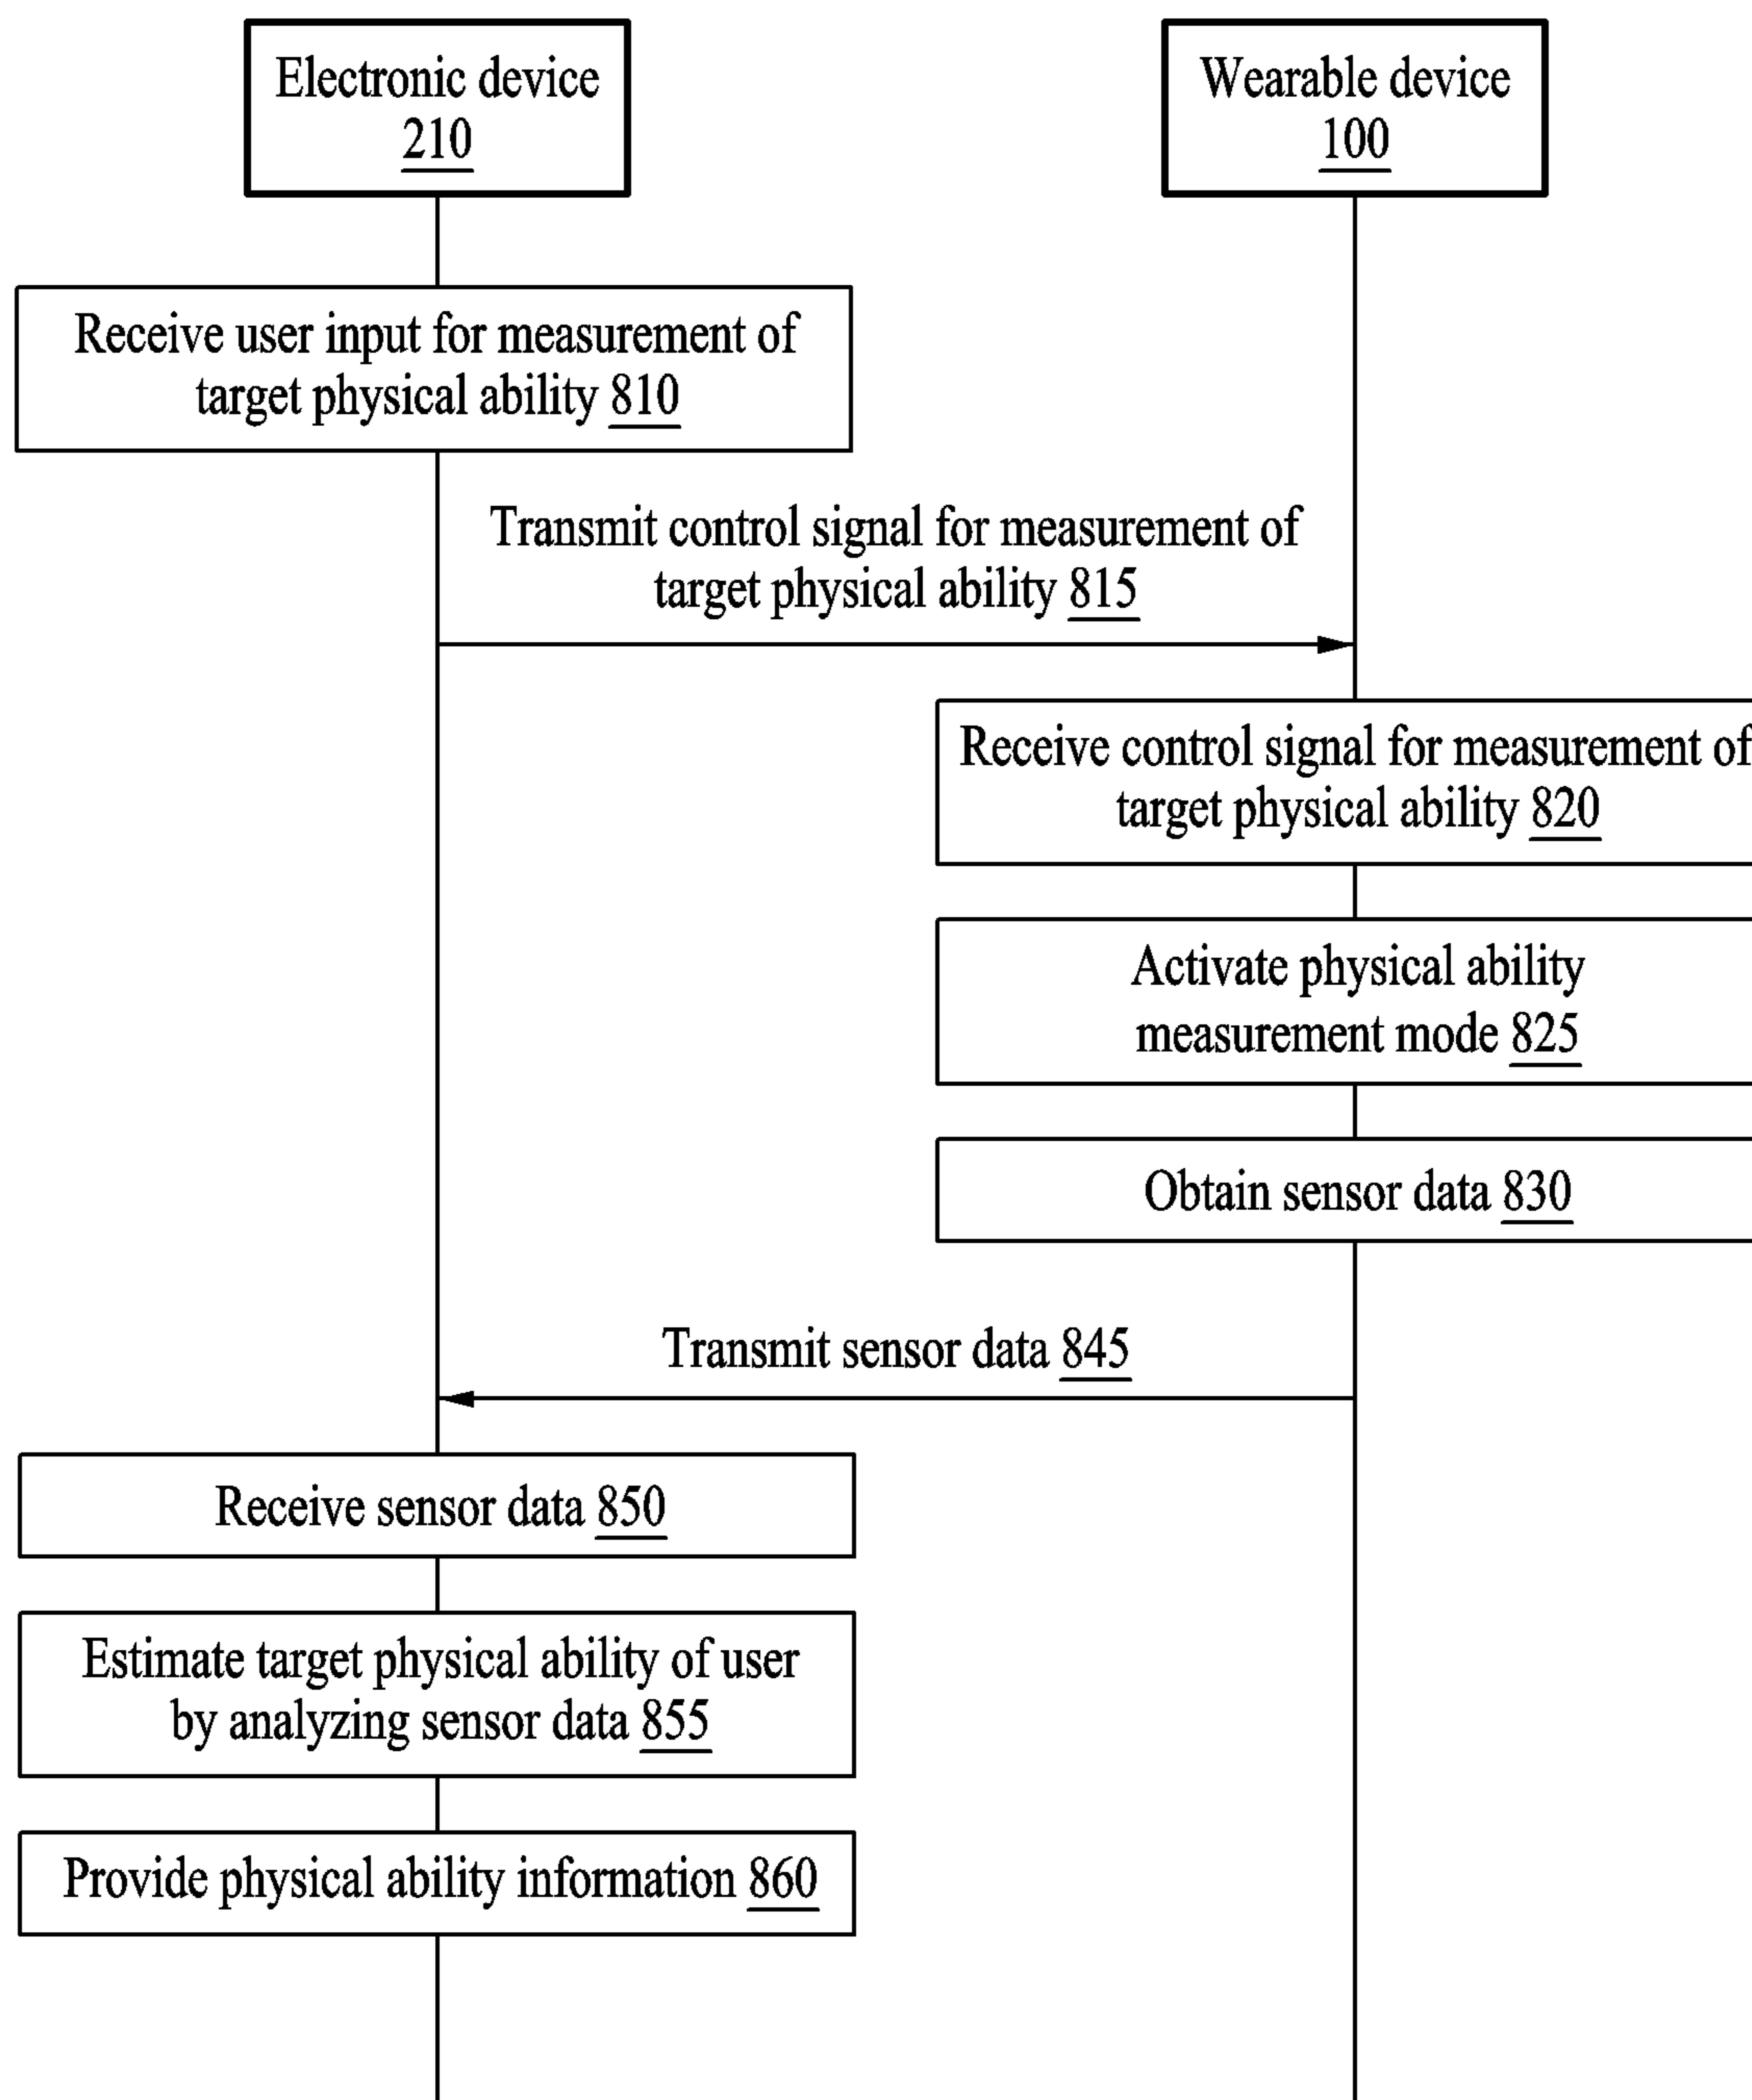 Electronic device
210
Wearable device
100
Receive user input for measurement of
target physical ability 810
Transmit control signal for measurement of
target physical ability 815
Receive control signal for measurement of
target physical ability 820
Activate physical ability
measurement mode 825
Obtain sensor data 830
Transmit sensor data 845
Receive sensor data 850
Estimate target physical ability of user
by analyzing sensor data 855
Provide physical ability information 860